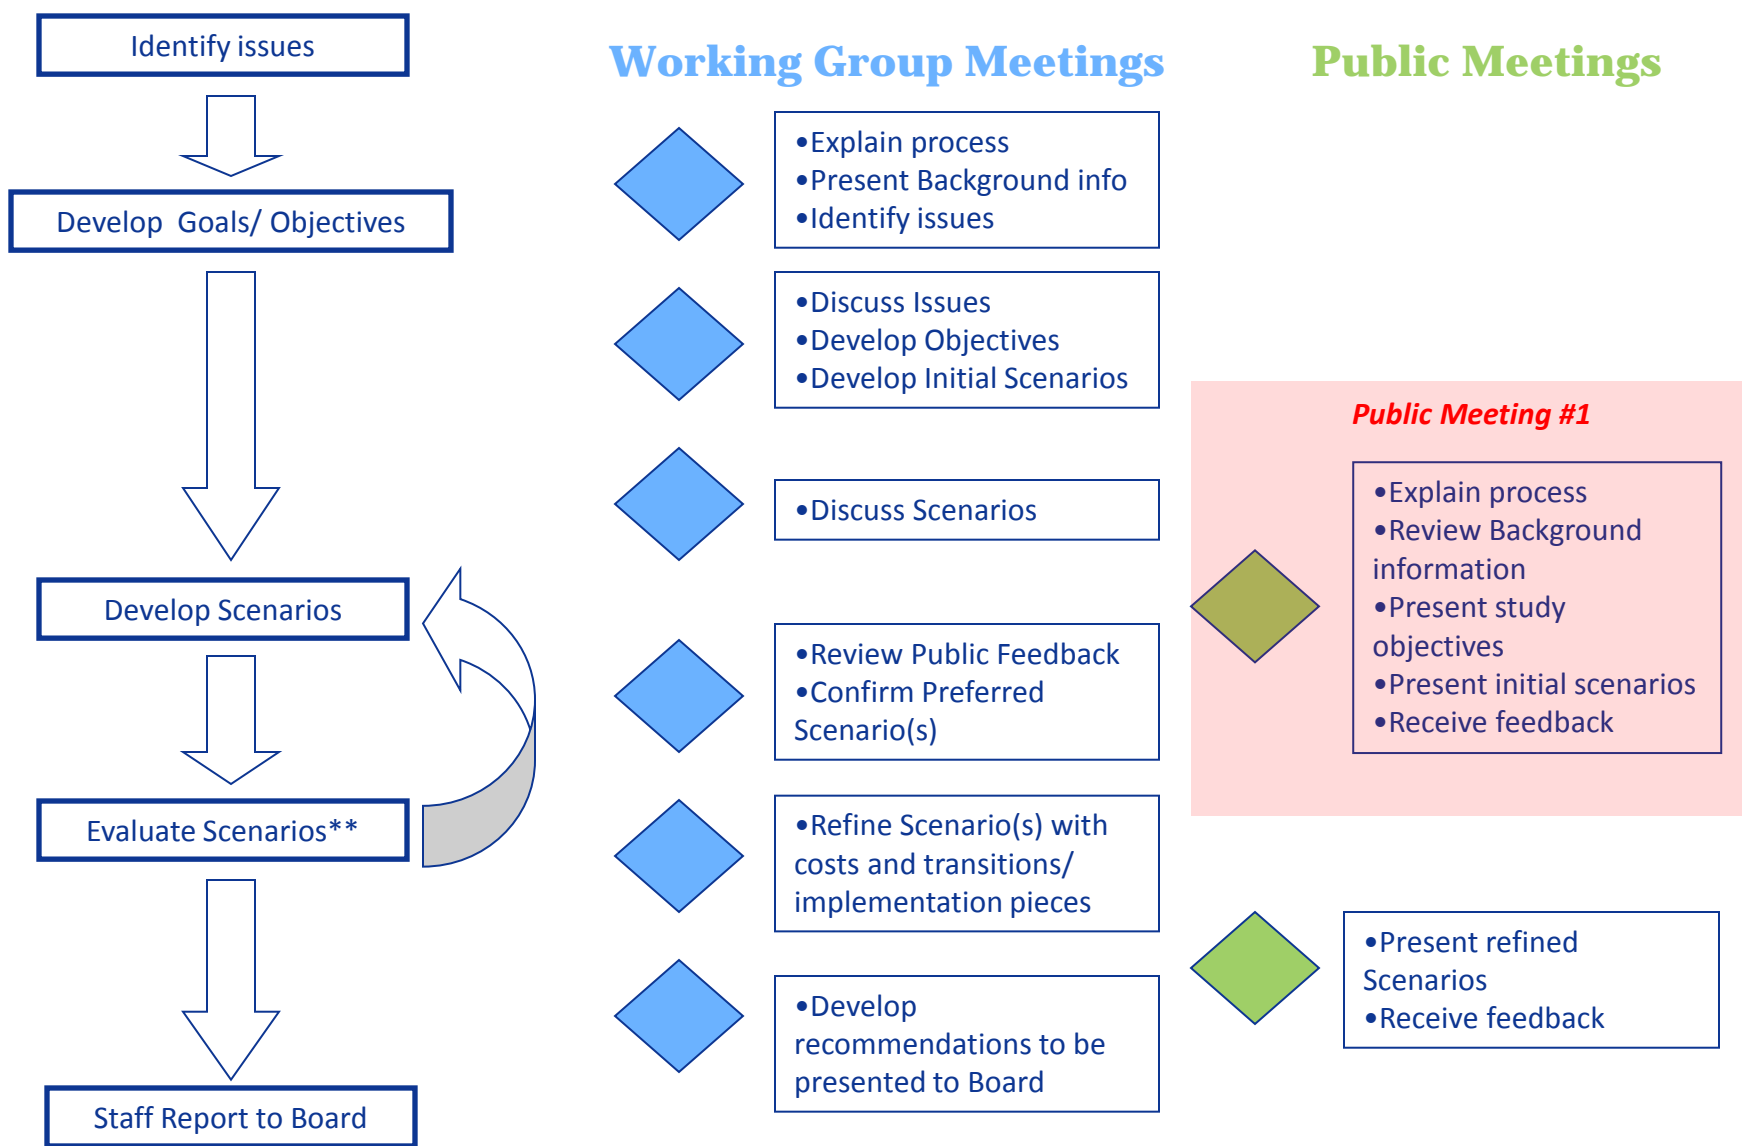 Identify issues
Develop  Goals/ Objectives
Develop Scenarios
Evaluate Scenarios**
Staff Report to Board
Working Group Meetings
•Explain process
•Present Background info
•Identify issues
•Discuss Issues
•Develop Objectives
•Develop Initial Scenarios
•Discuss Scenarios
•Review Public Feedback
•Confirm Preferred
Scenario(s)
•Refine Scenario(s) with
costs and transitions/
implementation pieces
•Develop
recommendations to be
presented to Board
Public Meetings
Public Meeting #1
•Explain process
•Review Background
information
•Present study
objectives
•Present initial scenarios
•Receive feedback
•Present refined
Scenarios
•Receive feedback